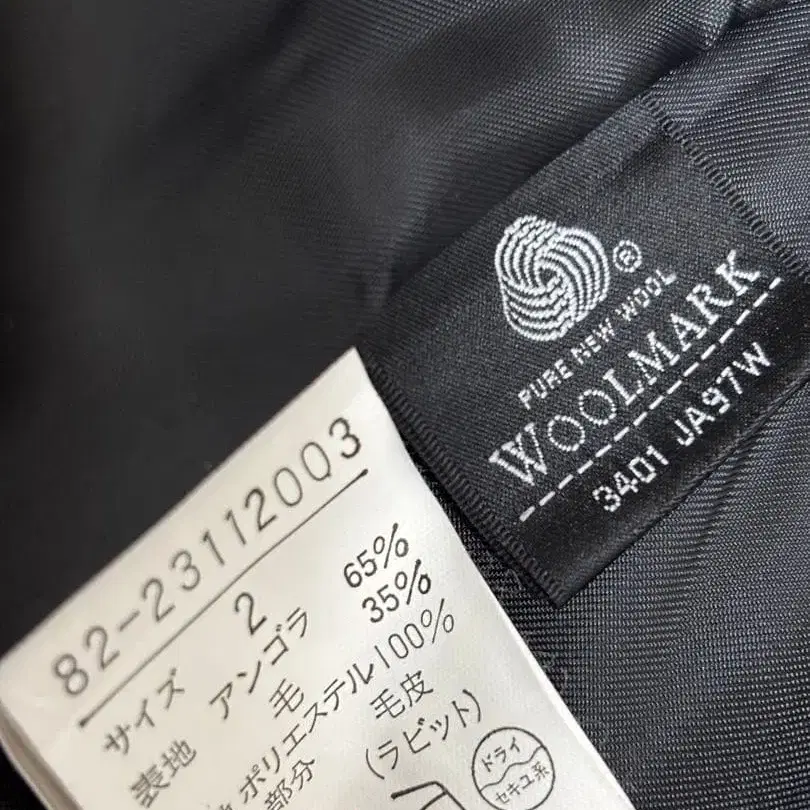 ®
PURE NEW WOOL
WOOLMARK
3401 JA97W
82-23112003
サイズ 2
表地 アンゴラ 65%
毛 35%
ポリエステル100%
部分 毛皮
(ラビット)
ドライ
セキユ系